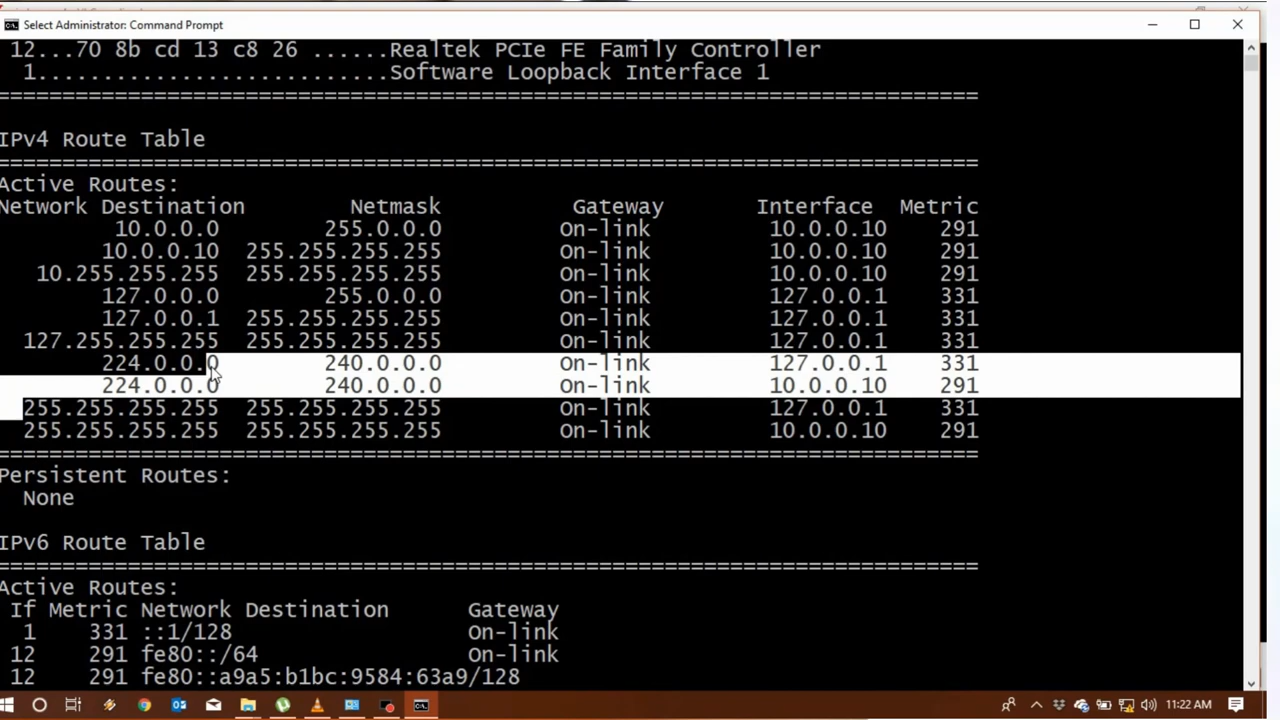 Select Administrator: Command Prompt
12...70 8b cd 13 c8 26 ......Realtek PCIe FE Family Controller
1...........................Software Loopback Interface 1
===========================================================================
IPv4 Route Table
===========================================================================
Active Routes:
Network Destination Netmask Gateway Interface Metric
10.0.0.0 255.0.0.0 On-link 10.0.0.10 291
10.0.0.10 255.255.255.255 On-link 10.0.0.10 291
10.255.255.255 255.255.255.255 On-link 10.0.0.10 291
127.0.0.0 255.0.0.0 On-link 127.0.0.1 331
127.0.0.1 255.255.255.255 On-link 127.0.0.1 331
127.255.255.255 255.255.255.255 On-link 127.0.0.1 331
224.0.0.0 240.0.0.0 On-link 127.0.0.1 331
224.0.0.0 240.0.0.0 On-link 10.0.0.10 291
255.255.255.255 255.255.255.255 On-link 127.0.0.1 331
255.255.255.255 255.255.255.255 On-link 10.0.0.10 291
===========================================================================
Persistent Routes:
None
IPv6 Route Table
===========================================================================
Active Routes:
If Metric Network Destination Gateway
1 331 ::1/128 On-link
12 291 fe80::/64 On-link
12 291 fe80::a9a5:b1bc:9584:63a9/128
11:22 AM